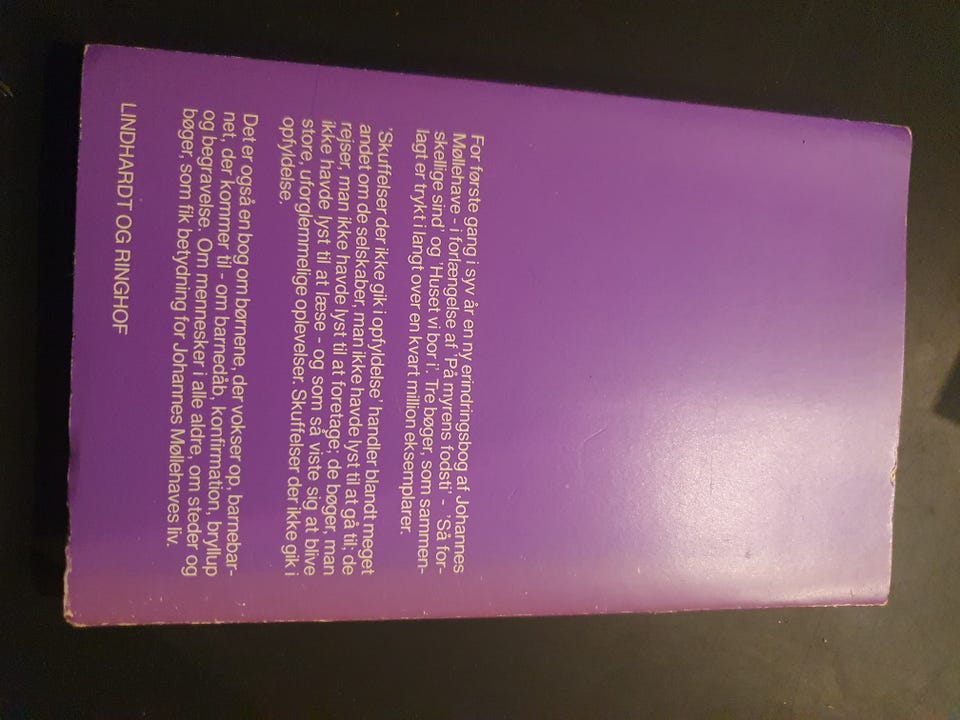 For første gang i syv år en ny erindringsbog af Johannes
Møllehave - i forlængelse af 'På myrens fodsti' - 'Så for-
skellige sind' og 'Huset vi bor i'. Tre bøger, som sammen-
lagt er trykt i langt over en kvart million eksemplarer.
'Skuffelser der ikke gik i opfyldelse' handler blandt meget
andet om de selskaber, man ikke havde lyst til at gå til; de
rejser, man ikke havde lyst til at foretage; de bøger, man
ikke havde lyst til at læse - og som så viste sig at blive
store, uforglemmelige oplevelser. Skuffelser der ikke gik i
opfyldelse.
Det er også en bog om børnene, der vokser op, barnebar-
net, der kommer til - om barnedåb, konfirmation, bryllup
og begravelse. Om mennesker i alle aldre, om steder og
bøger, som fik betydning for Johannes Møllehaves liv.
LINDHARDT OG RINGHOF